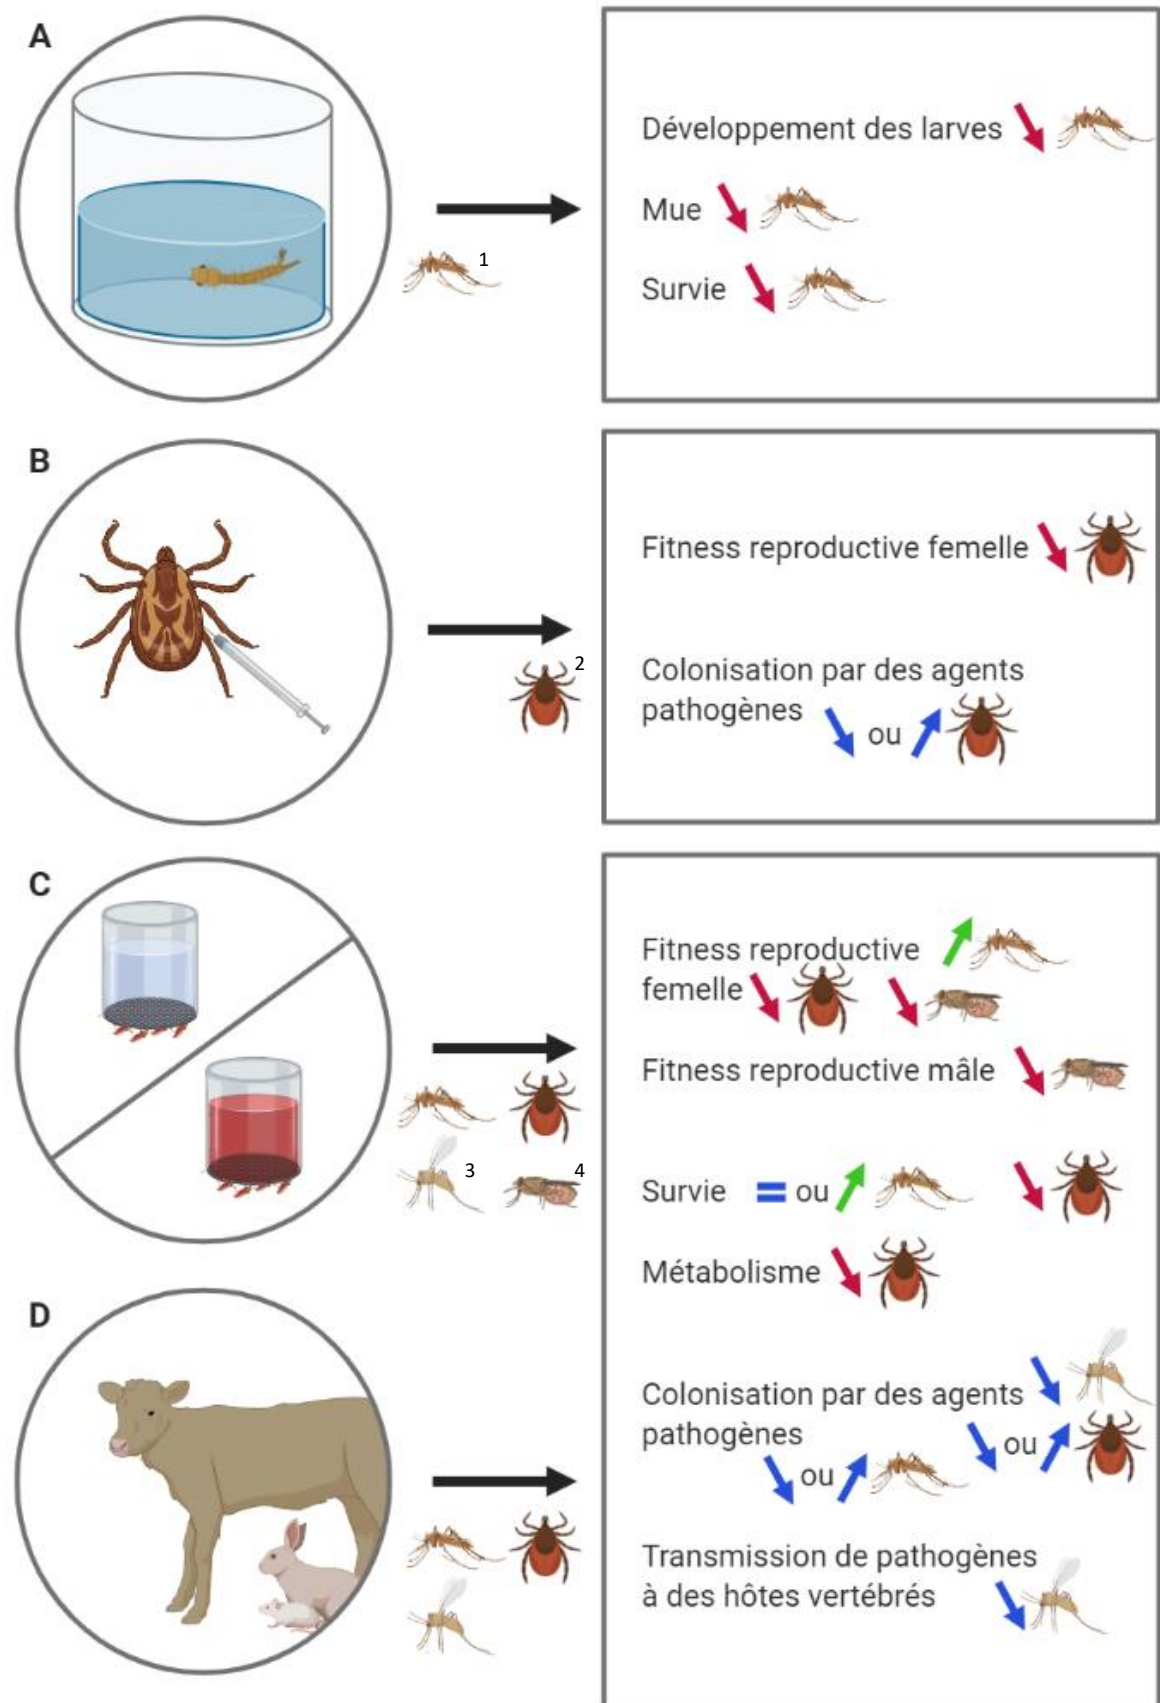 A
Développement des larves
Mue
1
Survie
B
Fitness reproductive femelle
2
Colonisation par des agents
pathogènes
ou
C
Fitness reproductive
femelle
Fitness reproductive mâle
3
4
Survie = ou
Métabolisme
D
Colonisation par des agents
pathogènes
ou
ou
Transmission de pathogènes
à des hôtes vertébrés